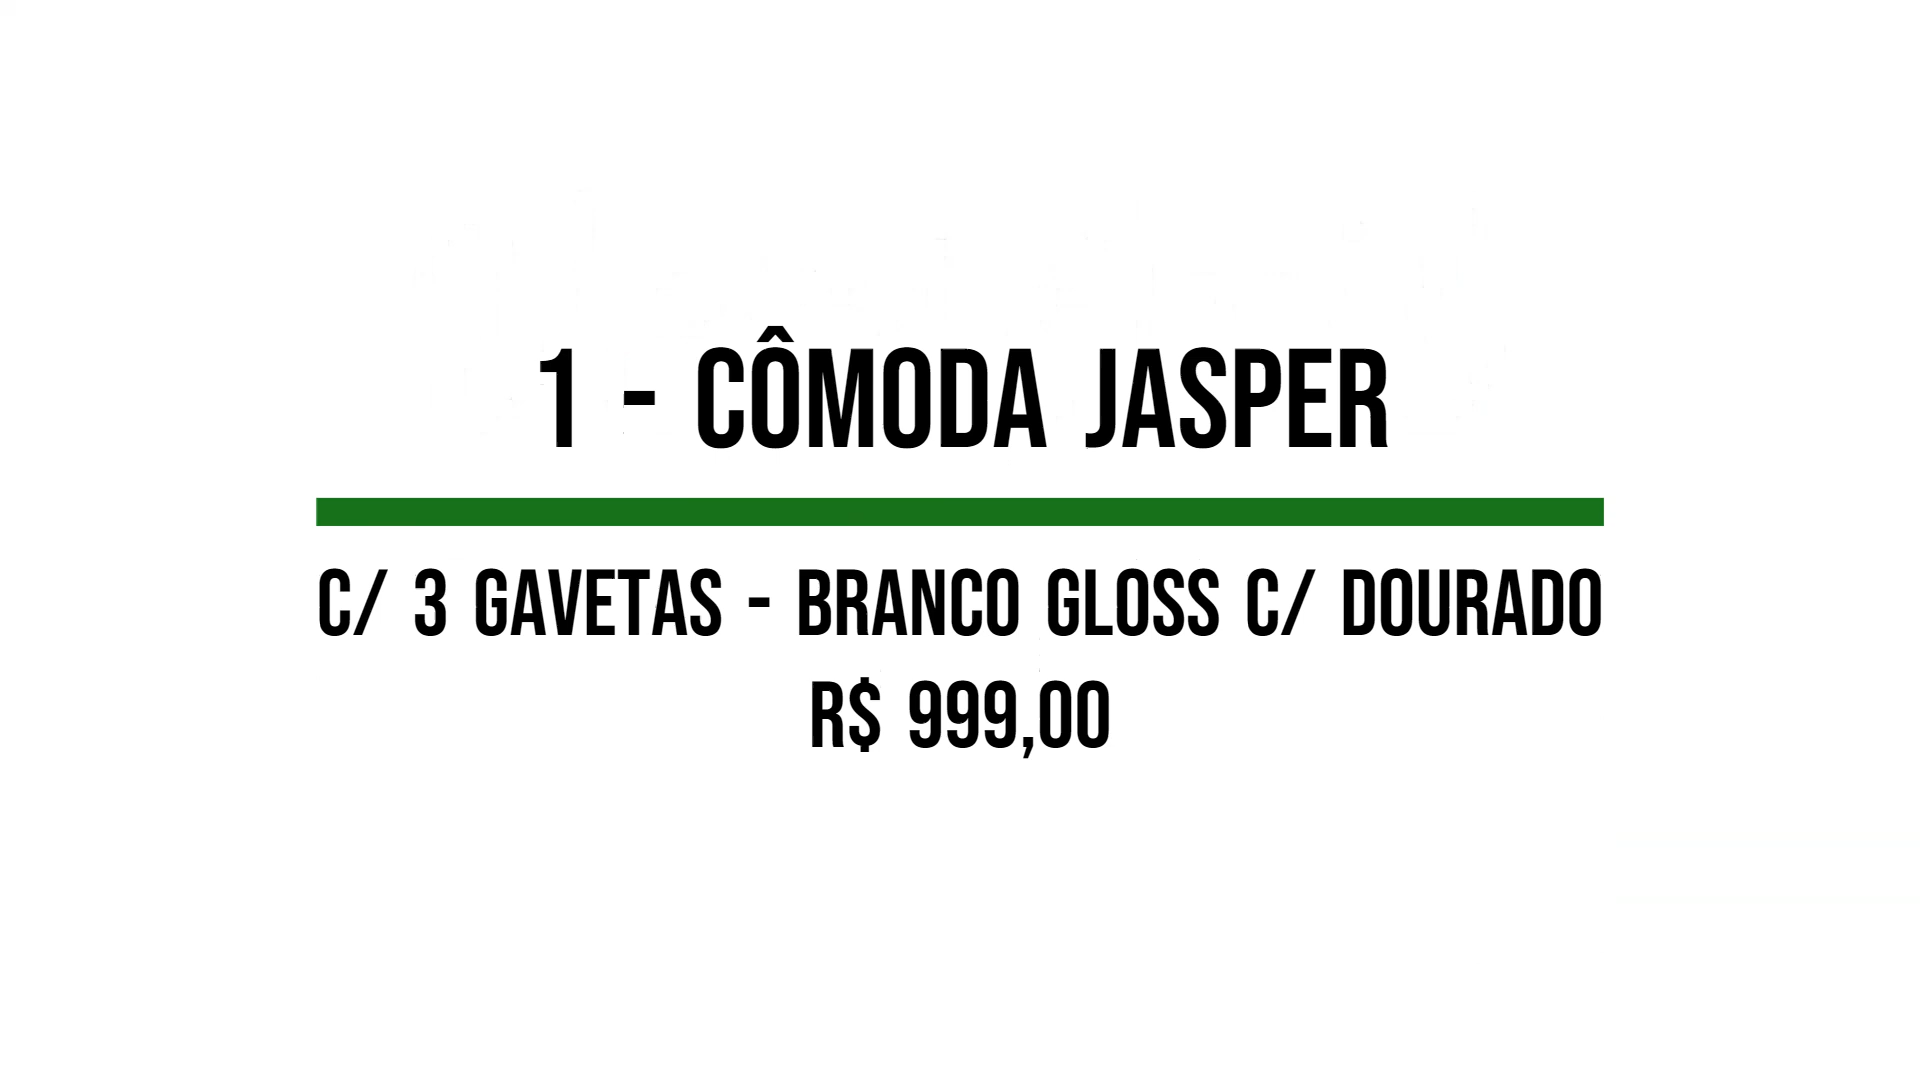 1 - CÔMODA JASPER
C/ 3 GAVETAS - BRANCO GLOSS C/ DOURADO
R$ 999,00